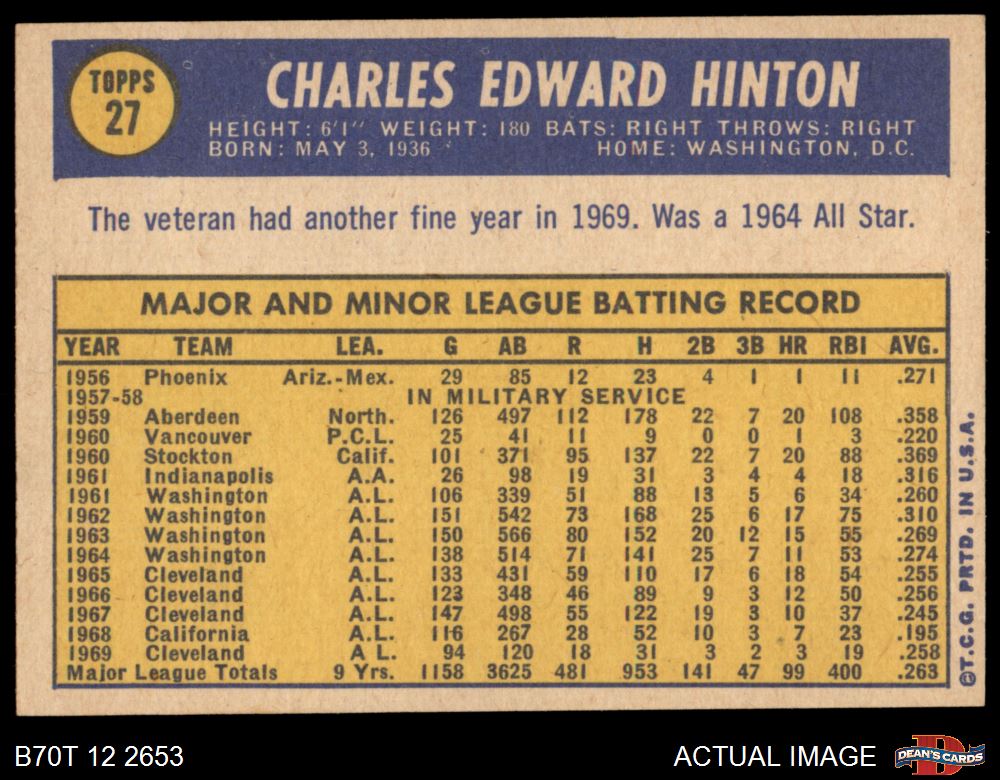 TOPPS
27
CHARLES EDWARD HINTON
HEIGHT: 6'1" WEIGHT: 180 BATS: RIGHT THROWS: RIGHT
BORN: MAY 3, 1936 HOME: WASHINGTON, D.C.
The veteran had another fine year in 1969. Was a 1964 All Star.
MAJOR AND MINOR LEAGUE BATTING RECORD
YEAR TEAM LEA. G AB R H 2B 3B HR RBI AVG.
1956 Phoenix Ariz.-Mex. 29 85 12 23 4 1 1 11 .271
1957-58 IN MILITARY SERVICE
1959 Aberdeen North. 126 497 112 178 22 7 20 108 .358
1960 Vancouver P.C.L. 25 41 11 9 0 0 1 3 .220
1960 Stockton Calif. 101 371 95 137 22 7 20 88 .369
1961 Indianapolis A.A. 26 98 19 31 3 4 4 18 .316
1961 Washington A.L. 106 339 51 88 13 5 6 34 .260
1962 Washington A.L. 151 542 73 168 25 6 17 75 .310
1963 Washington A.L. 150 566 80 152 20 12 15 55 .269
1964 Washington A.L. 138 514 71 141 25 7 11 53 .274
1965 Cleveland A.L. 133 431 59 110 17 6 18 54 .255
1966 Cleveland A.L. 123 348 46 89 9 3 12 50 .256
1967 Cleveland A.L. 147 498 55 122 19 3 10 37 .245
1968 California A.L. 116 267 28 52 10 3 7 23 .195
1969 Cleveland A L. 94 120 18 31 3 2 3 19 .258
Major League Totals 9 Yrs. 1158 3625 481 953 141 47 99 400 .263
©T.C.G. PRTD. IN U.S.A.
B70T 12 2653
ACTUAL IMAGE
D
DEAN'S CARDS